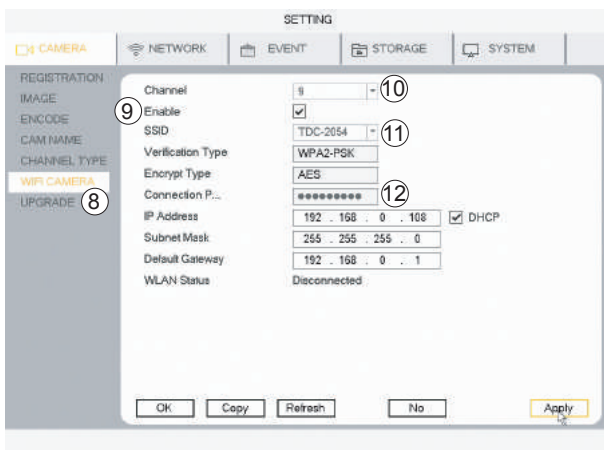 SETTING
CAMERA NETWORK EVENT STORAGE SYSTEM
REGISTRATION
IMAGE
ENCODE
CAM NAME
CHANNEL TYPE
WIFI CAMERA
UPGRADE 8
Channel 9 10
9 Enable
SSID TDC-2054 11
Verification Type WPA2-PSK
Encrypt Type AES
Connection P... ●●●●●●●●● 12
IP Address 192 . 168 . 0 . 108 DHCP
Subnet Mask 255 . 255 . 255 . 0
Default Gateway 192 . 168 . 0 . 1
WLAN Status Disconnected
OK Copy Refresh No Apply